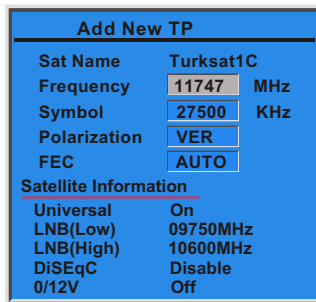 Add New TP
Sat Name Turksat1C
Frequency 11747 MHz
Symbol 27500 KHz
Polarization VER
FEC AUTO
Satellite Information
Universal On
LNB(Low) 09750MHz
LNB(High) 10600MHz
DiSEqC Disable
0/12V Off